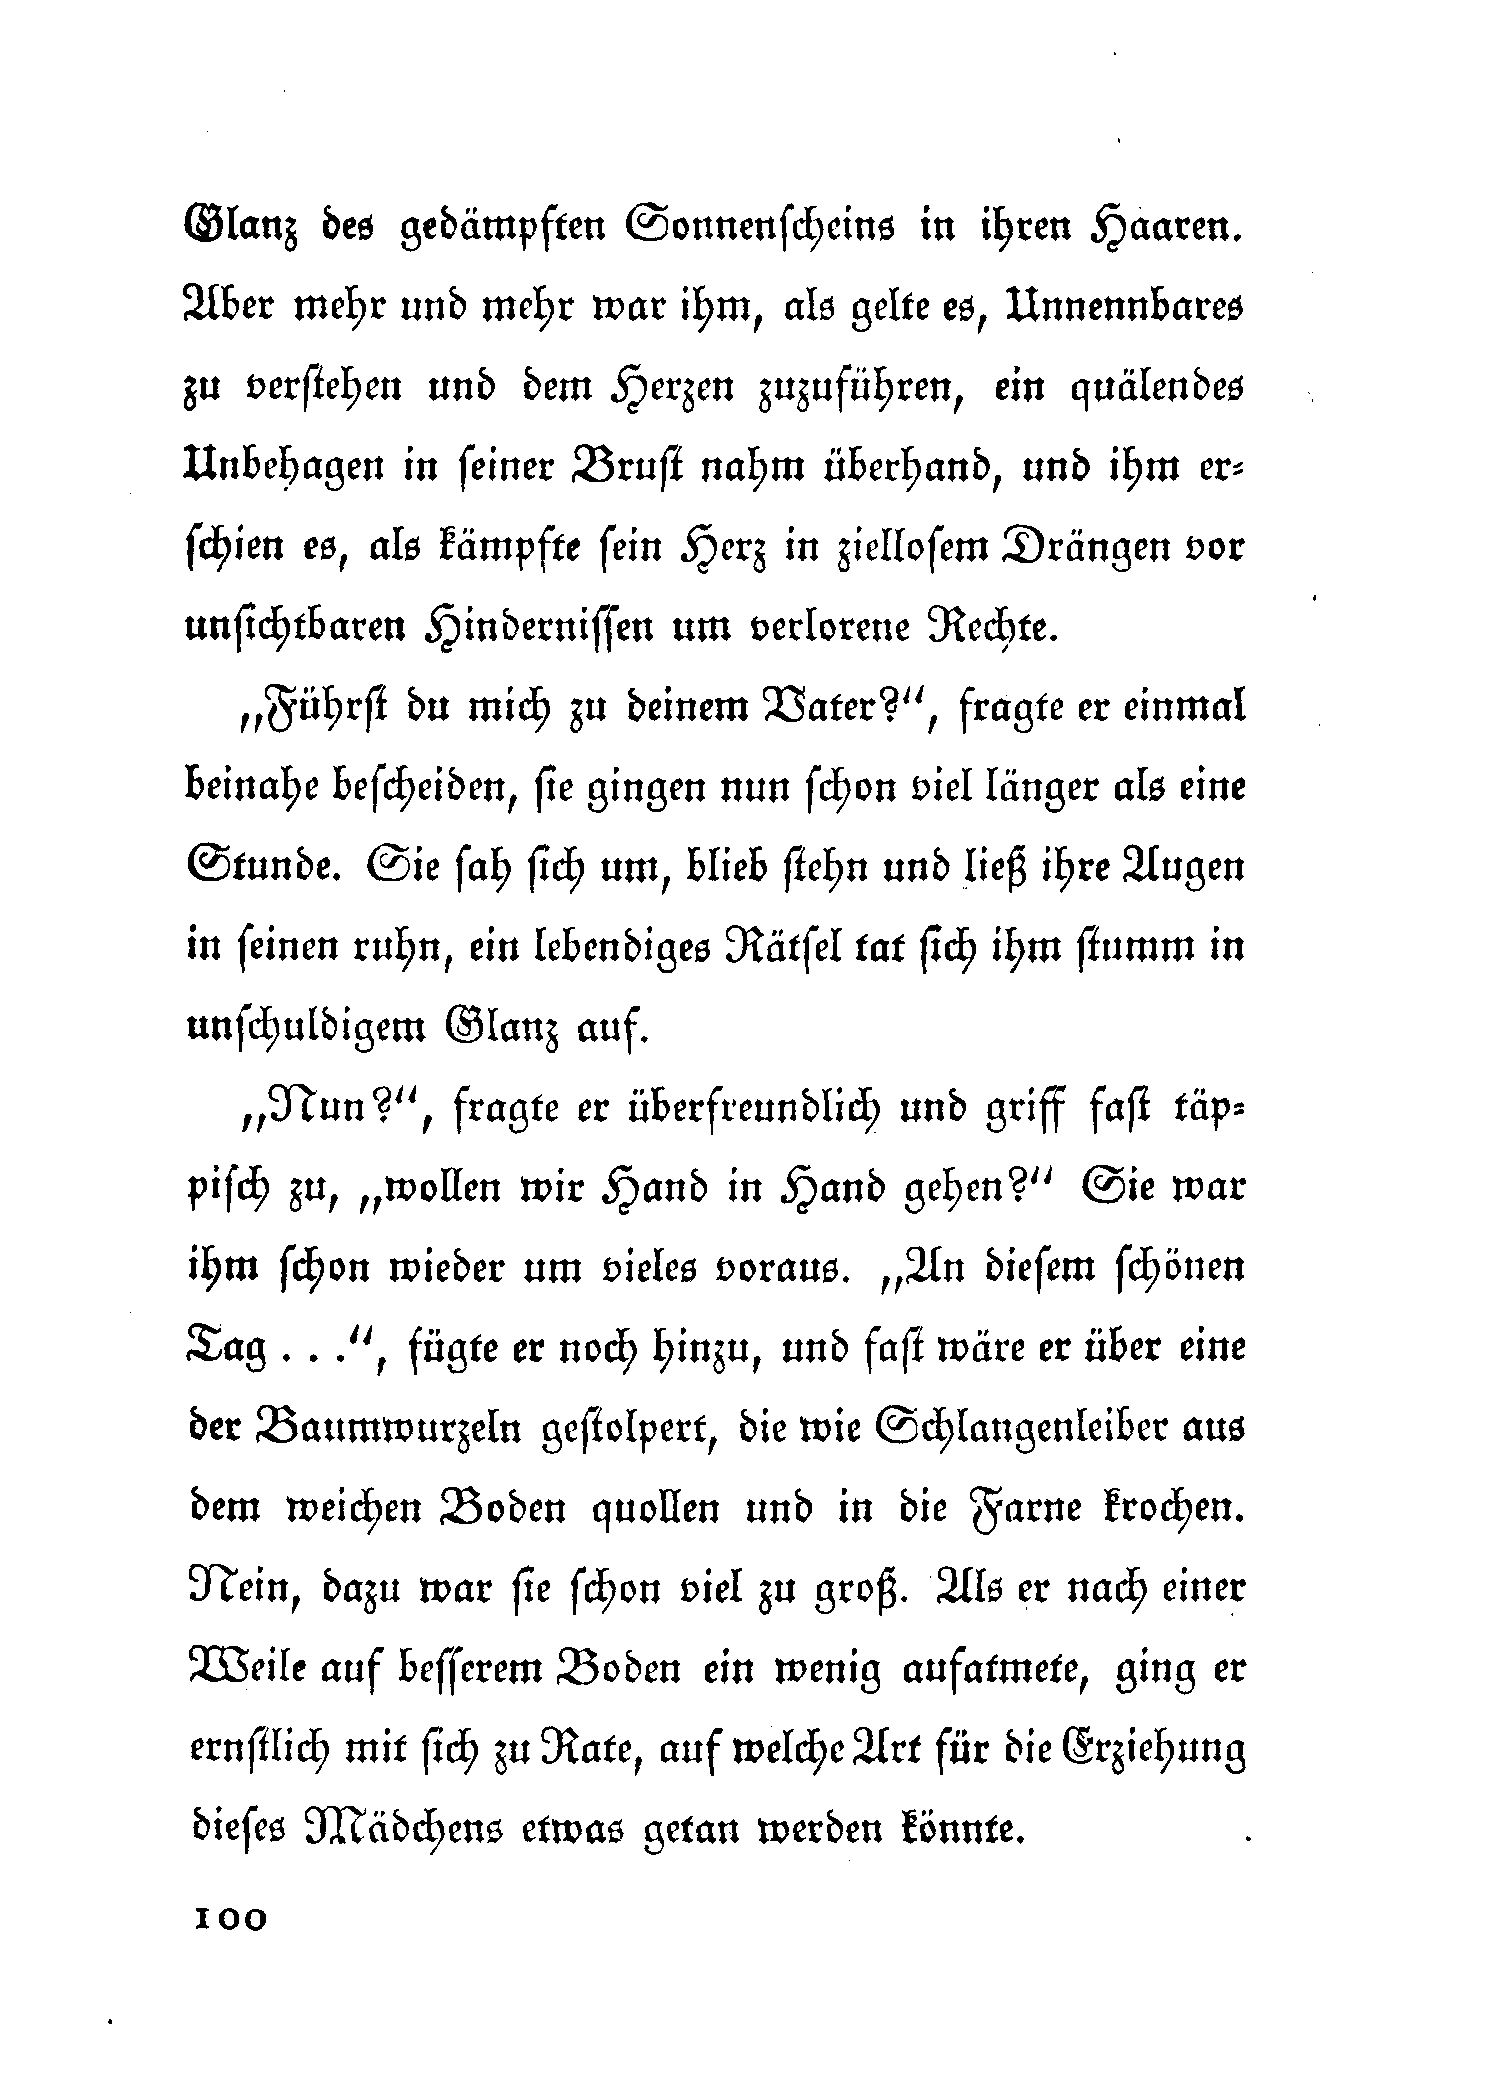 Glanz des gedämpften Sonnenſcheins in ihren Haaren.
Aber mehr und mehr war ihm, als gelte es, Unnennbares
zu verſtehen und dem Herzen zuzuführen, ein quälendes
Unbehagen in ſeiner Bruſt nahm überhand, und ihm er⸗
ſchien es, als kämpfte ſein Herz in zielloſem Drängen vor
unſichtbaren Hinderniſſen um verlorene Rechte.
„Führſt du mich zu deinem Vater?“, fragte er einmal
beinahe beſcheiden, ſie gingen nun ſchon viel länger als eine
Stunde. Sie ſah ſich um, blieb ſtehn und ließ ihre Augen
in ſeinen ruhn, ein lebendiges Rätſel tat ſich ihm ſtumm in
unſchuldigem Glanz auf.
„Nun?“, fragte er überfreundlich und griff faſt täp⸗
piſch zu, „wollen wir Hand in Hand gehen?“ Sie war
ihm ſchon wieder um vieles voraus. „An dieſem ſchönen
Tag . . .“, fügte er noch hinzu, und faſt wäre er über eine
der Baumwurzeln geſtolpert, die wie Schlangenleiber aus
dem weichen Boden quollen und in die Farne krochen.
Nein, dazu war ſie ſchon viel zu groß. Als er nach einer
Weile auf beſſerem Boden ein wenig aufatmete, ging er
ernſtlich mit ſich zu Rate, auf welche Art für die Erziehung
dieſes Mädchens etwas getan werden könnte.
100